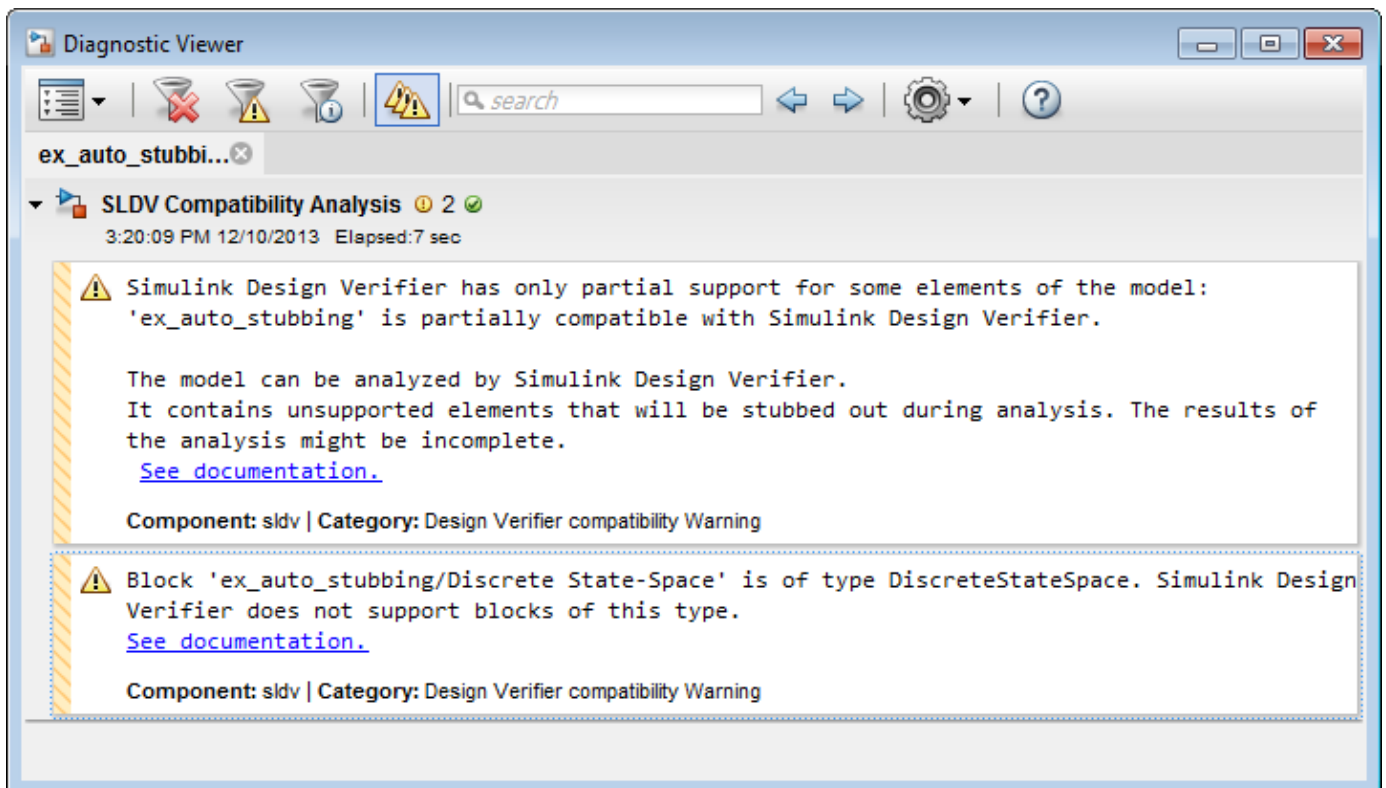 Diagnostic Viewer
search
ex_auto_stubbi...
SLDV Compatibility Analysis 2
3:20:09 PM 12/10/2013 Elapsed:7 sec
Simulink Design Verifier has only partial support for some elements of the model:
'ex_auto_stubbing' is partially compatible with Simulink Design Verifier.
The model can be analyzed by Simulink Design Verifier.
It contains unsupported elements that will be stubbed out during analysis. The results of
the analysis might be incomplete.
See documentation.
Component: sldv | Category: Design Verifier compatibility Warning
Block 'ex_auto_stubbing/Discrete State-Space' is of type DiscreteStateSpace. Simulink Design
Verifier does not support blocks of this type.
See documentation.
Component: sldv | Category: Design Verifier compatibility Warning